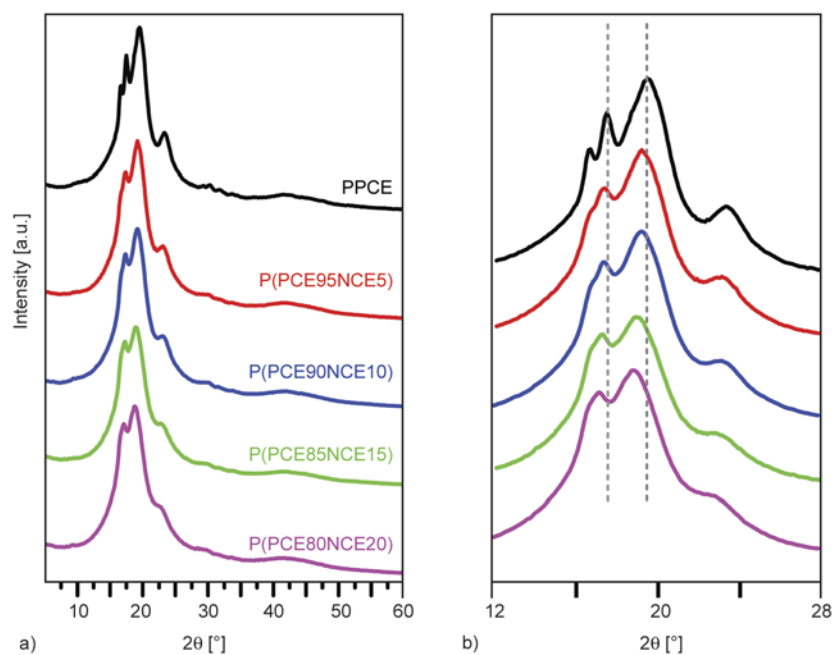 Intensity [a.u.]
PPCE
P(PCE95NCE5)
P(PCE90NCE10)
P(PCE85NCE15)
P(PCE80NCE20)
10 20 30 40 50 60
a) 2θ [°]
12 20 28
b) 2θ [°]